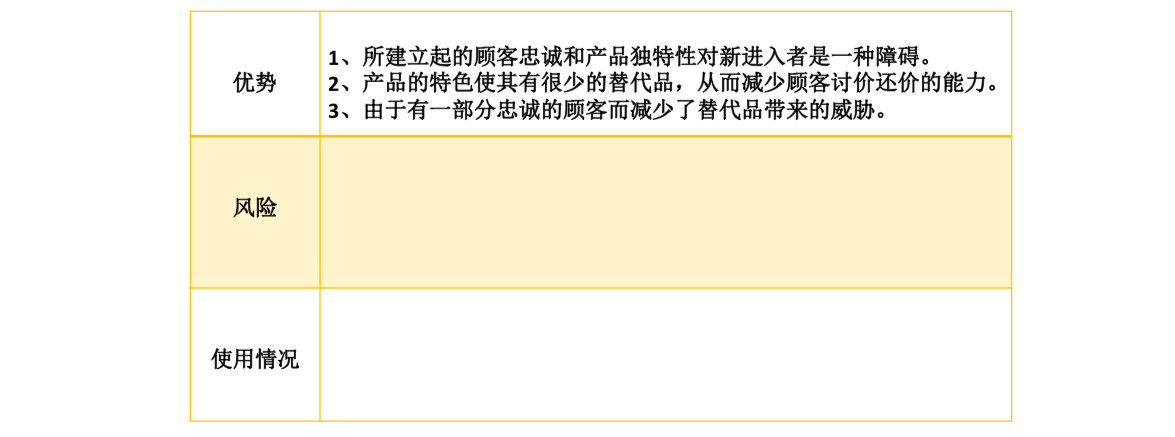 优势
1、所建立起的顾客忠诚和产品独特性对新进入者是一种障碍。
2、产品的特色使其有很少的替代品，从而减少顾客讨价还价的能力。
3、由于有一部分忠诚的顾客而减少了替代品带来的威胁。
风险
使用情况